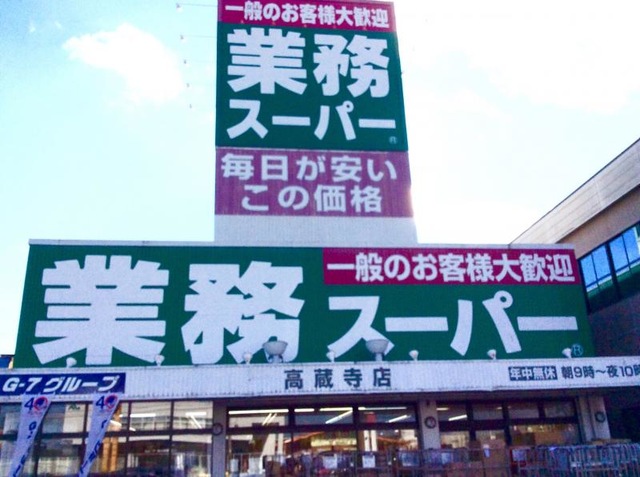 一般のお客様大歓迎
業務
スーパー
毎日が安い
この価格
一般のお客様大歓迎
業務スーパー
高蔵寺店
年中無休 朝9時〜夜10時
G-7グループ
40
40